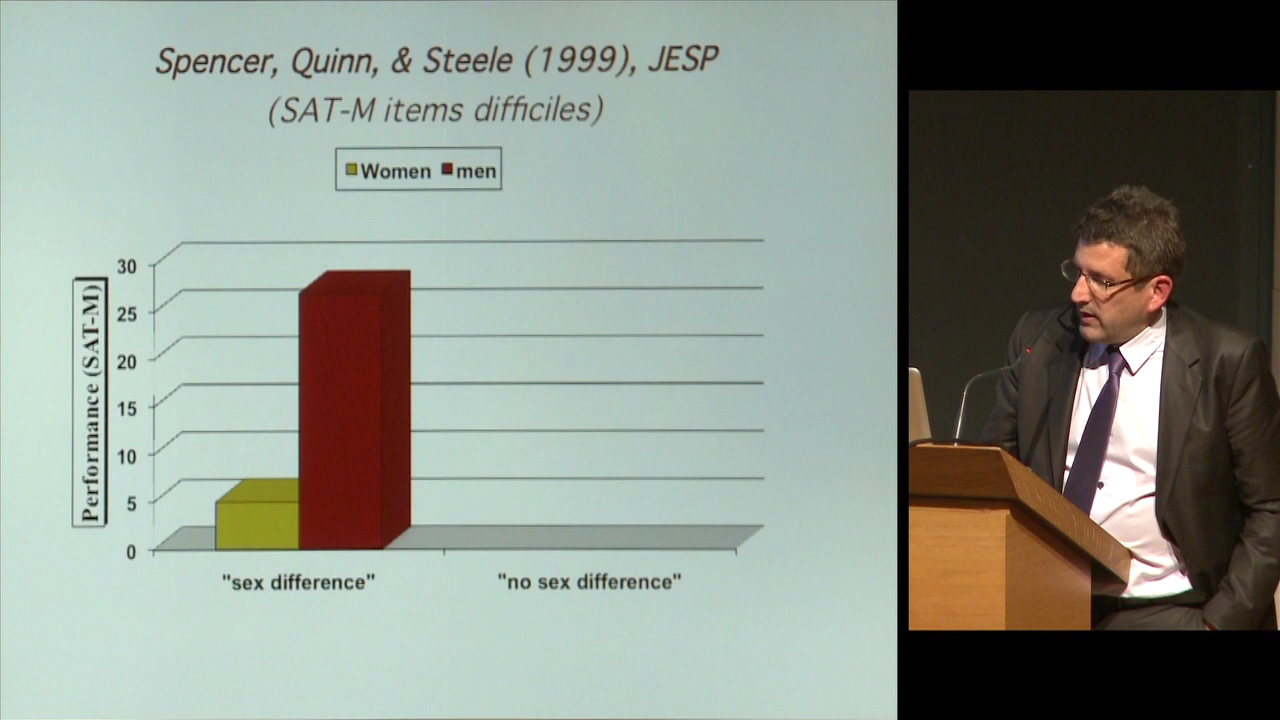 Spencer, Quinn, & Steele (1999), JESP
(SAT-M items difficiles)
Women men
Performance (SAT-M)
30
25
20
15
10
5
0
"sex difference" "no sex difference"